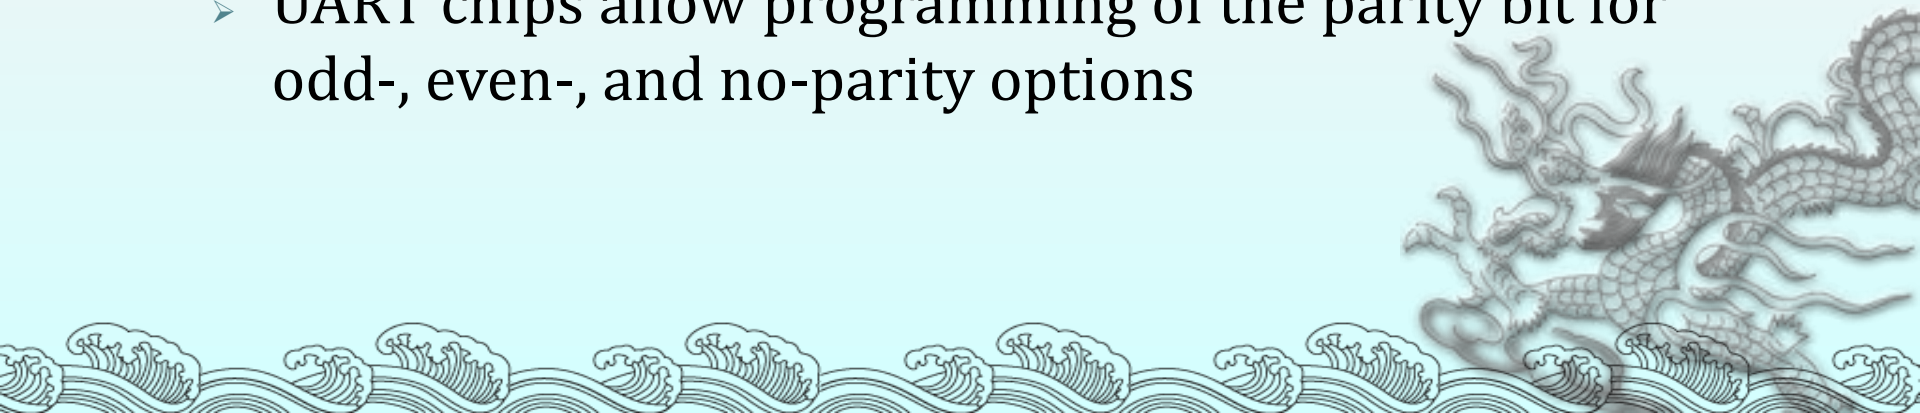 UART chips allow programming of the parity bit for
odd-, even-, and no-parity options